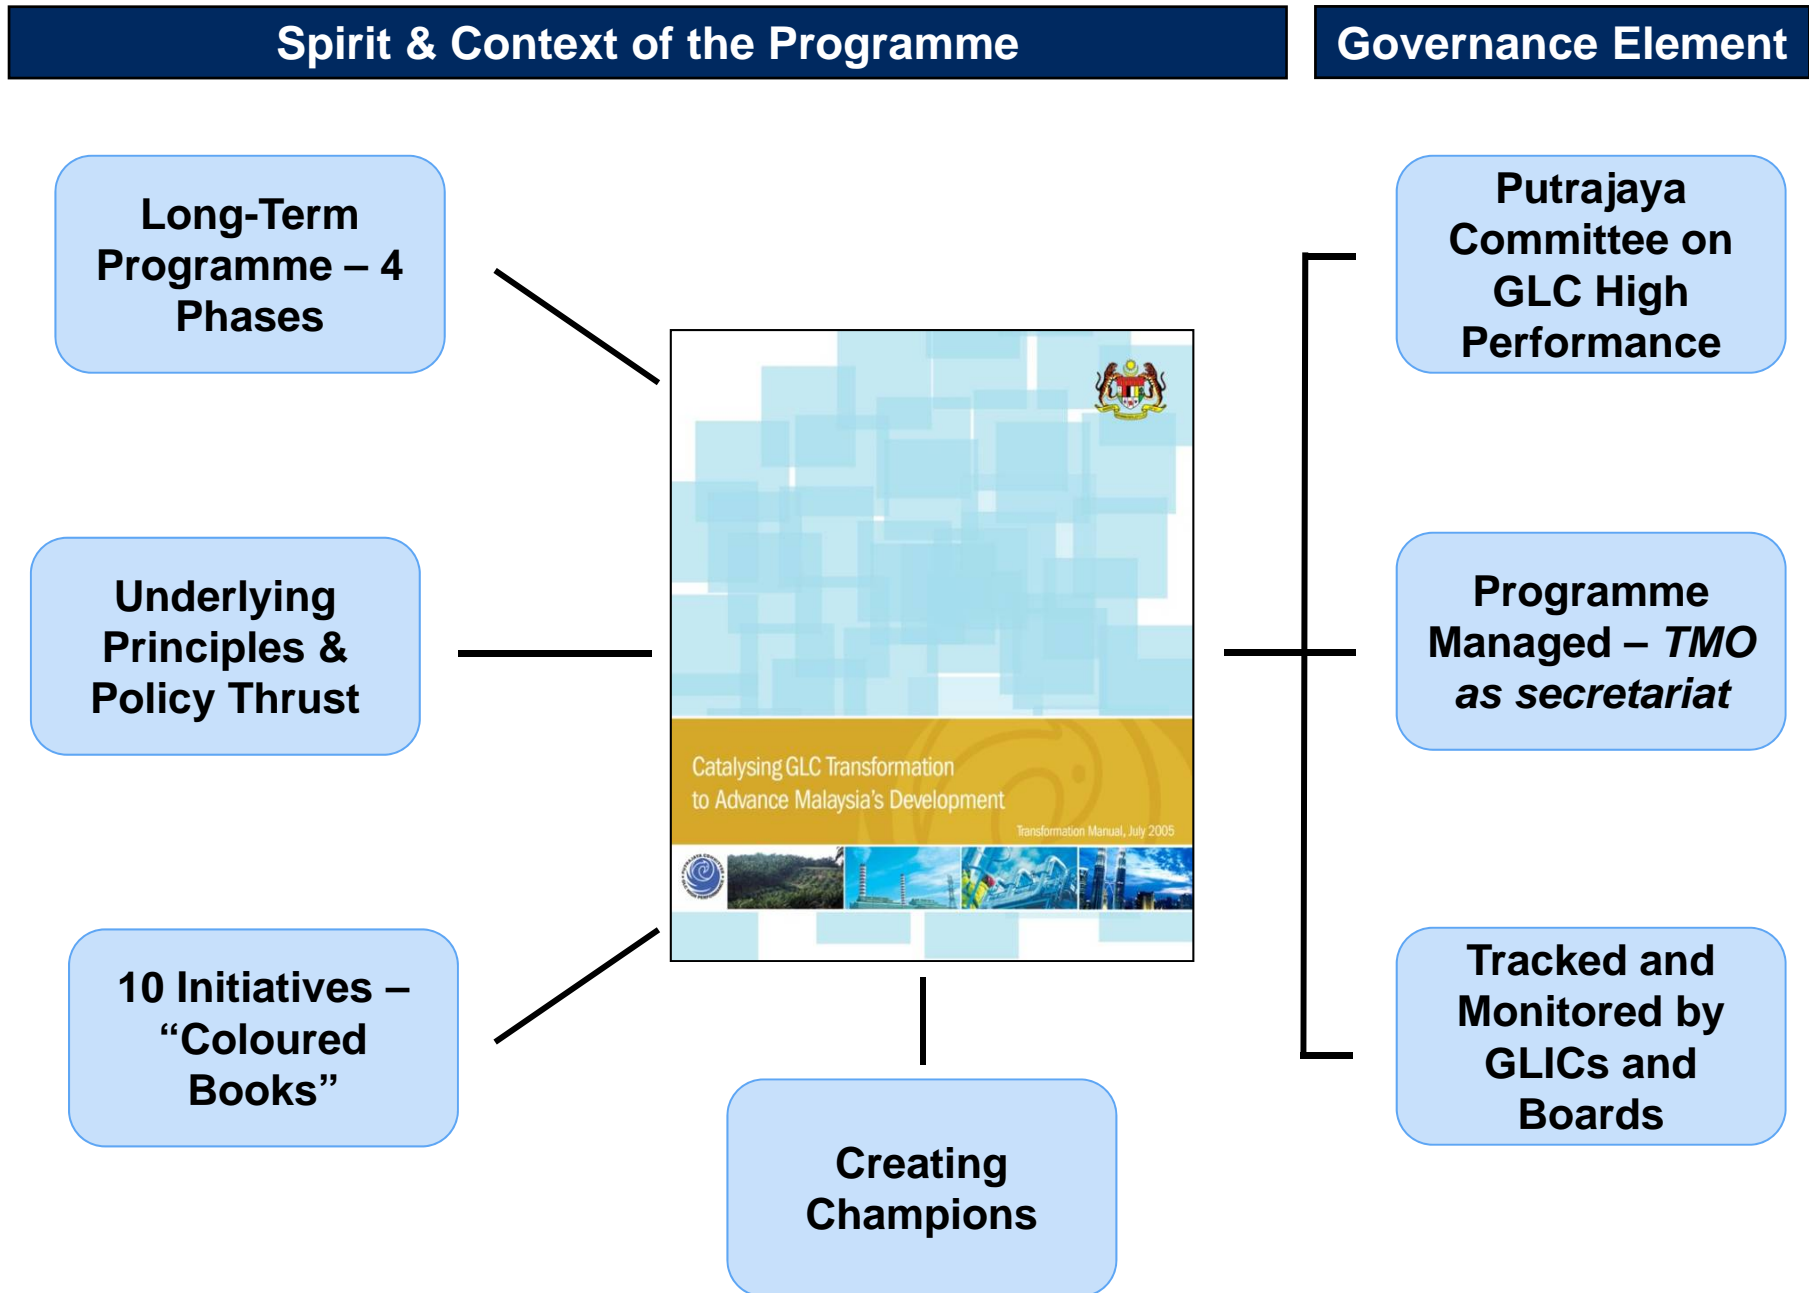 Spirit & Context of the Programme
Governance Element
Long-Term
Programme – 4
Phases
Underlying
Principles &
Policy Thrust
10 Initiatives –
“Coloured
Books”
Catalysing GLC Transformation
to Advance Malaysia's Development
Transformation Manual, July 2005
Creating
Champions
Putrajaya
Committee on
GLC High
Performance
Programme
Managed – TMO
as secretariat
Tracked and
Monitored by
GLICs and
Boards